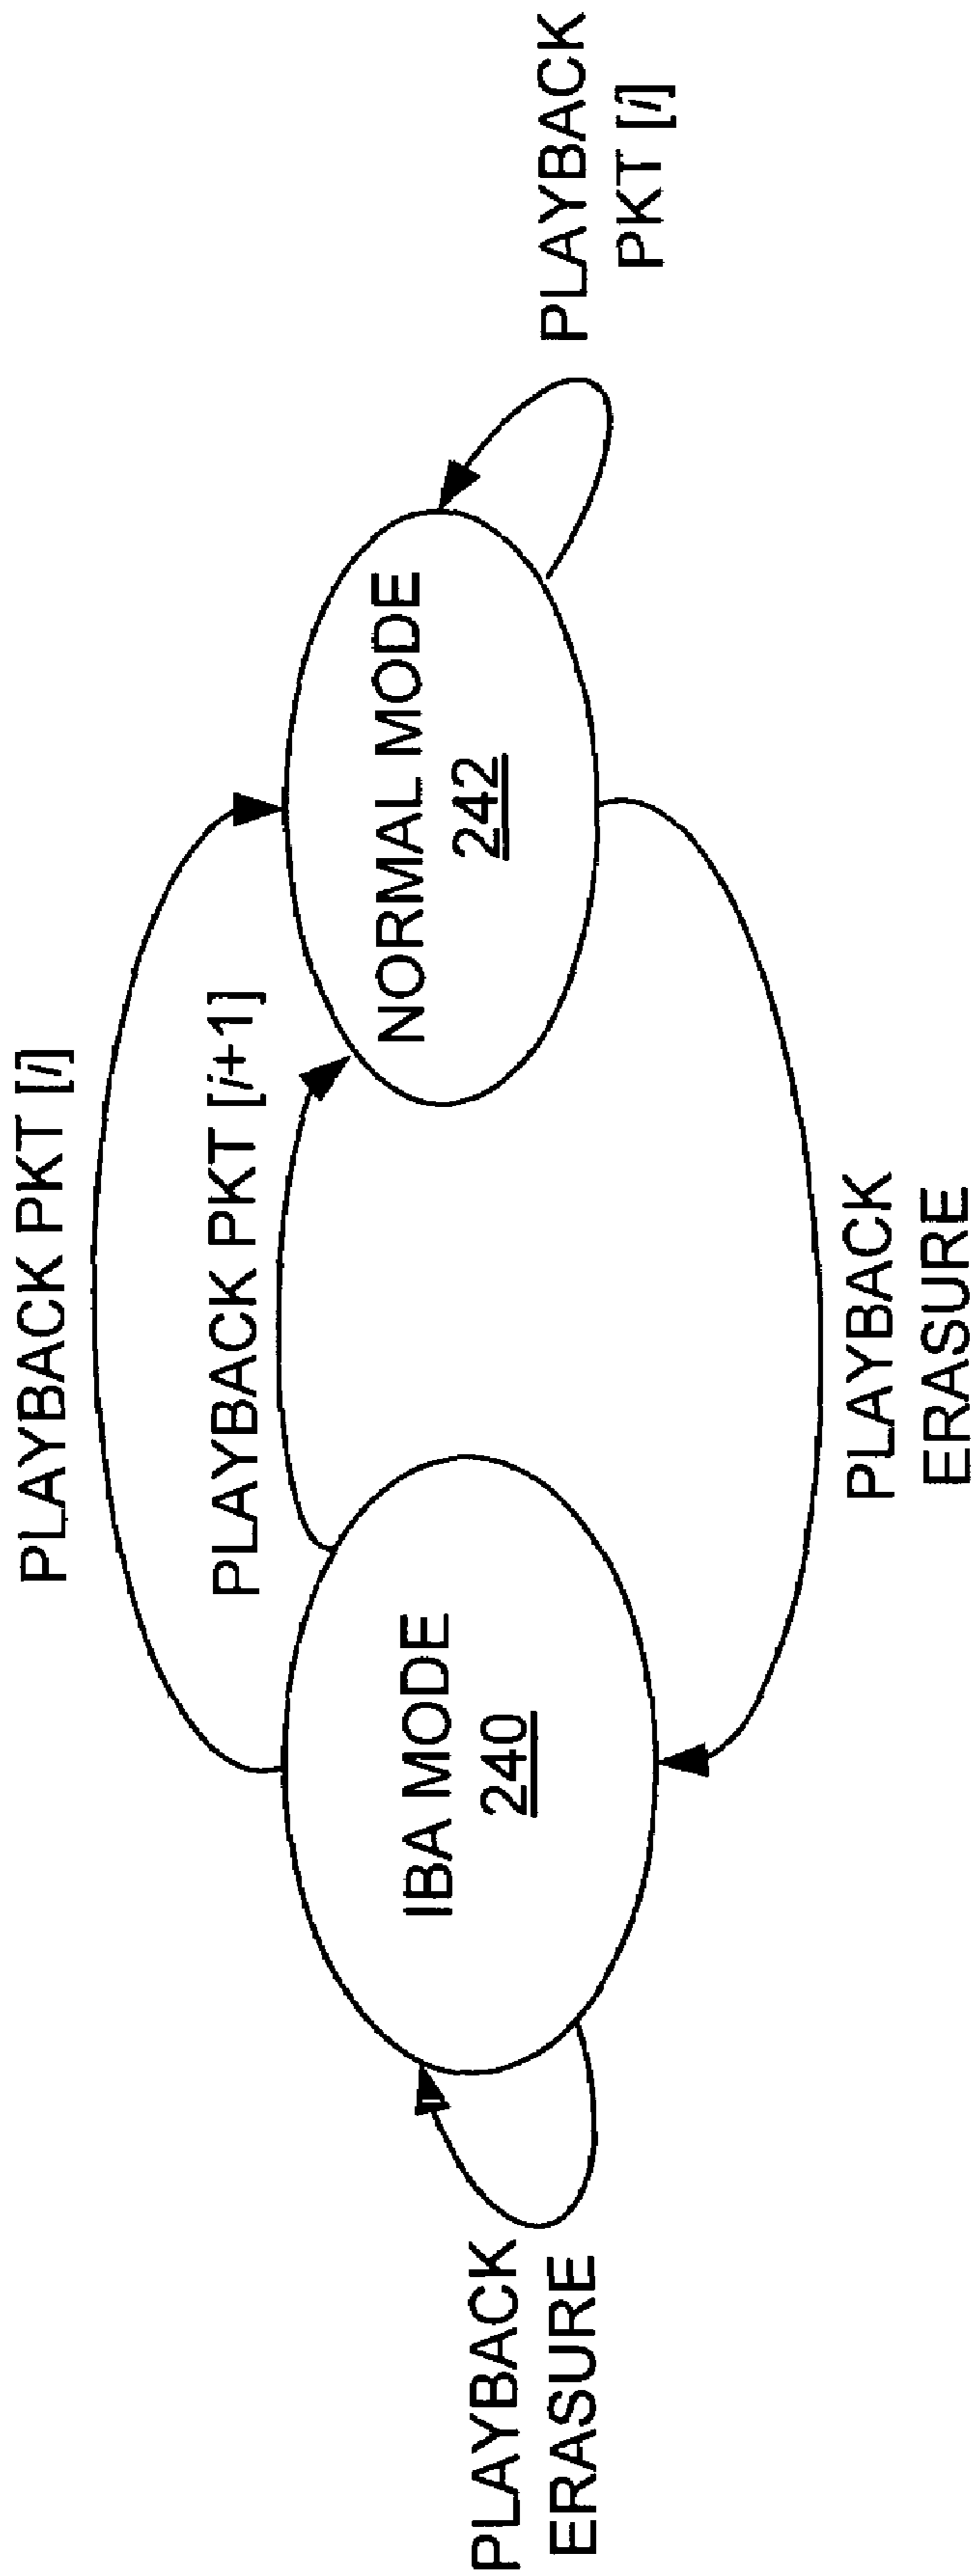 PLAYBACK PKT [i]
PLAYBACK PKT [i+1]
PLAYBACK
ERASURE
IBA MODE
240
NORMAL MODE
242
PLAYBACK
PKT [i]
PLAYBACK
ERASURE